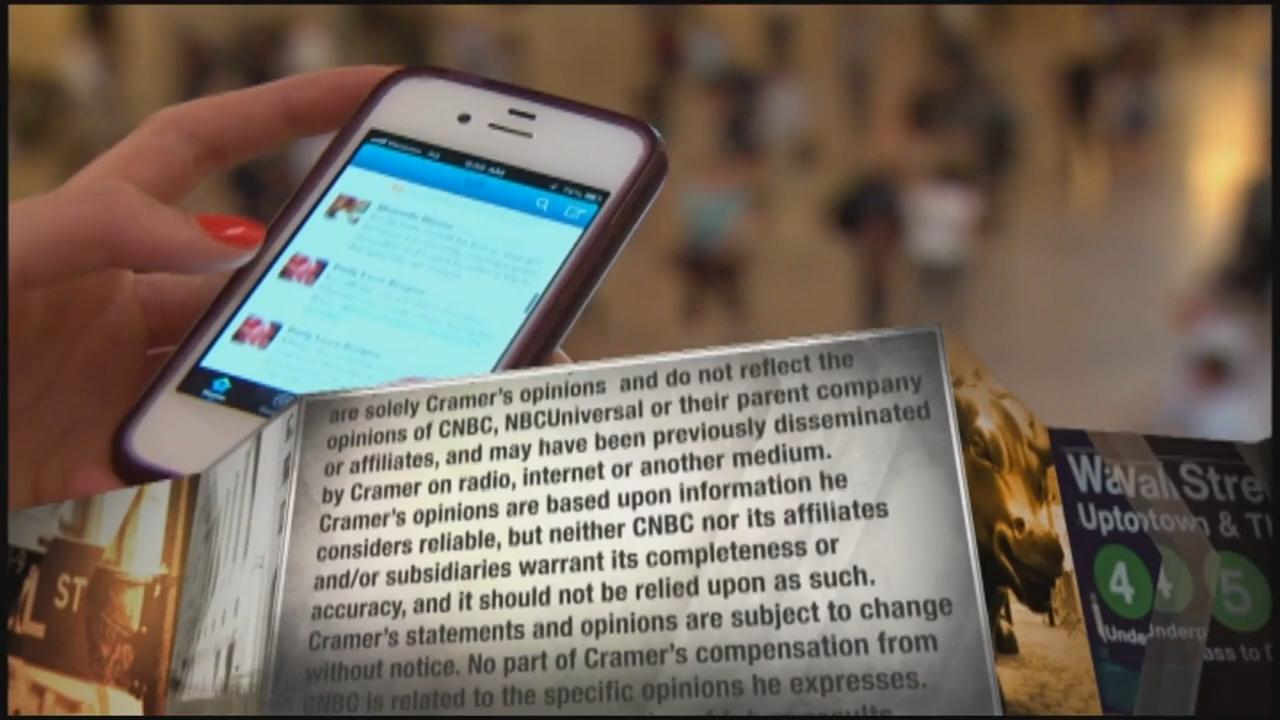 are solely Cramer's opinions and do not reflect the
opinions of CNBC, NBCUniversal or their parent company
or affiliates, and may have been previously disseminated
by Cramer on radio, internet or another medium.
Cramer's opinions are based upon information he
considers reliable, but neither CNBC nor its affiliates
and/or subsidiaries warrant its completeness or
accuracy, and it should not be relied upon as such.
Cramer's statements and opinions are subject to change
without notice. No part of Cramer's compensation from
CNBC is related to the specific opinions he expresses.
ST
Wall Stre
Uptown & T
4
4
5
Unde
Underp
ass to